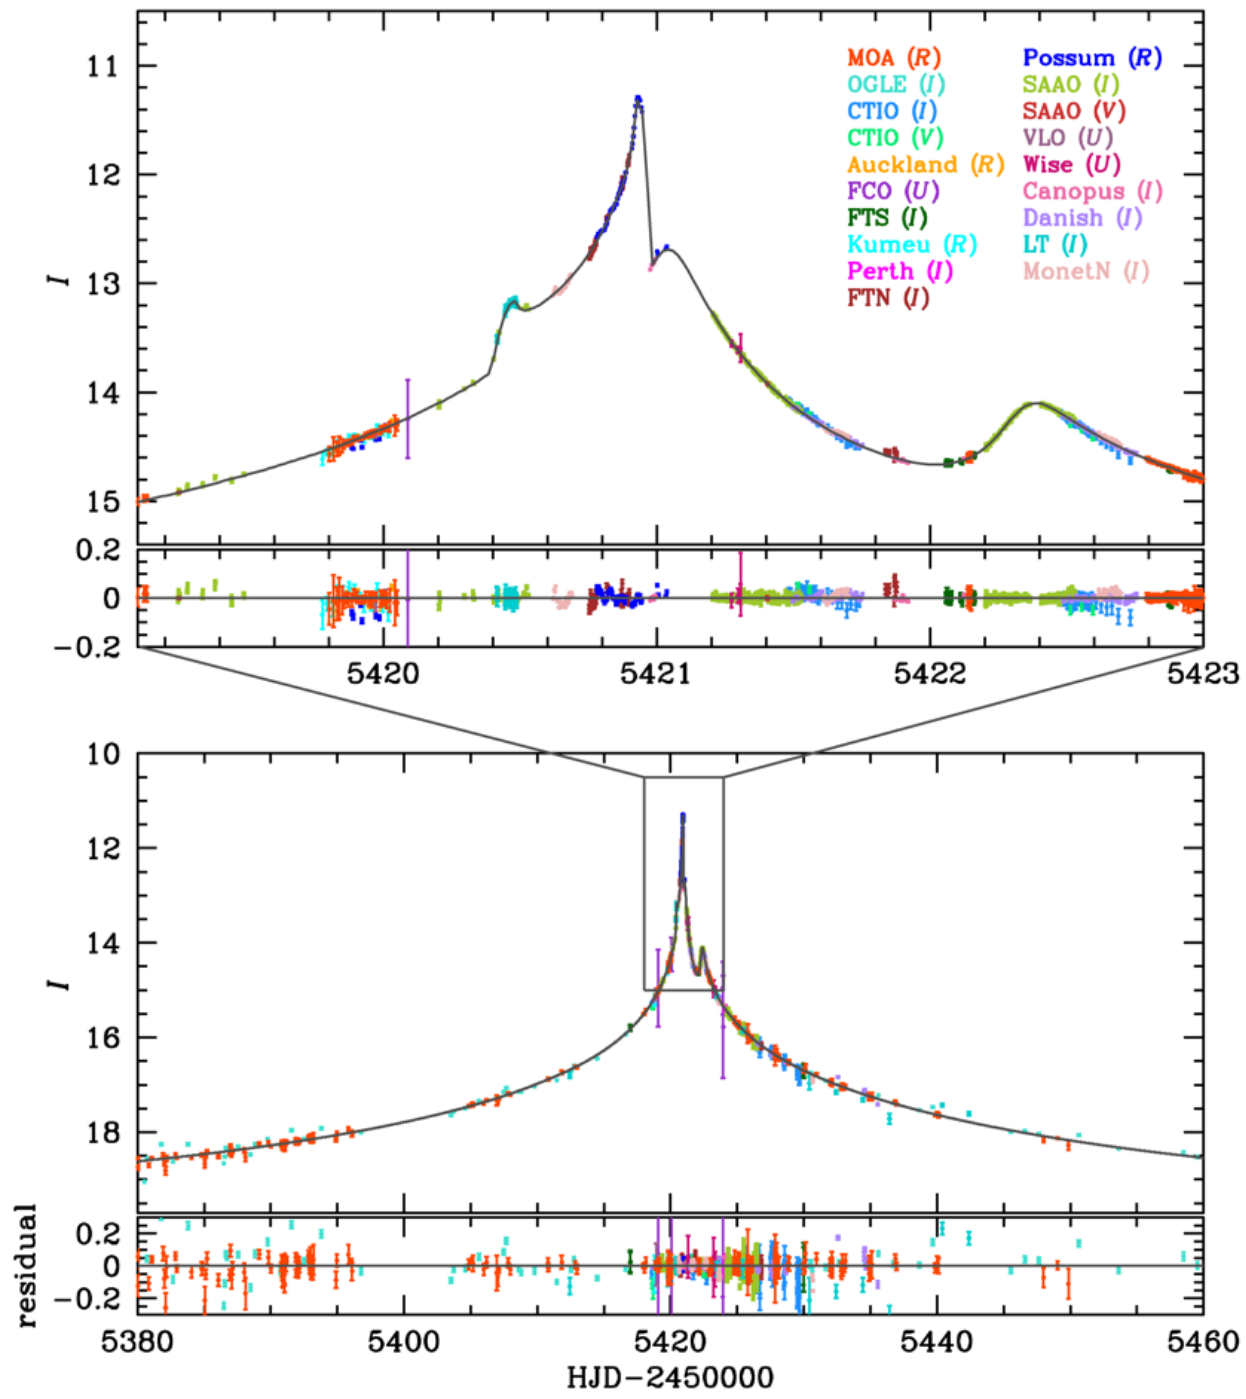 11
12
13
14
15
I
MOA (R)
OGLE (I)
CTIO (I)
CTIO (V)
Auckland (R)
FCO (U)
FTS (I)
Kumeu (R)
Perth (I)
FTN (I)
Possum (R)
SAAO (I)
SAAO (V)
VLO (U)
Wise (U)
Canopus (I)
Danish (I)
LT (I)
MonetN (I)
0.2
0
−0.2
5420 5421 5422 5423
10
12
14
16
18
I
residual
0.2
0
−0.2
5380 5400 5420 5440 5460
HJD−2450000